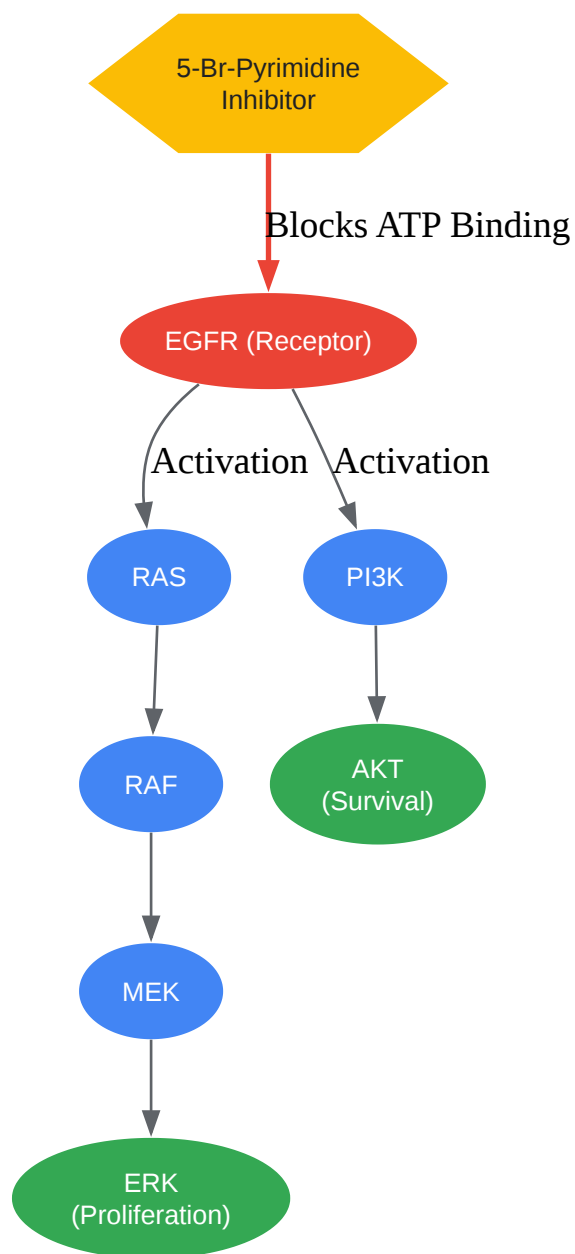 5-Br-Pyrimidine
Inhibitor
Blocks ATP Binding
EGFR (Receptor)
Activation
Activation
RAS
PI3K
RAF
AKT
(Survival)
MEK
ERK
(Proliferation)